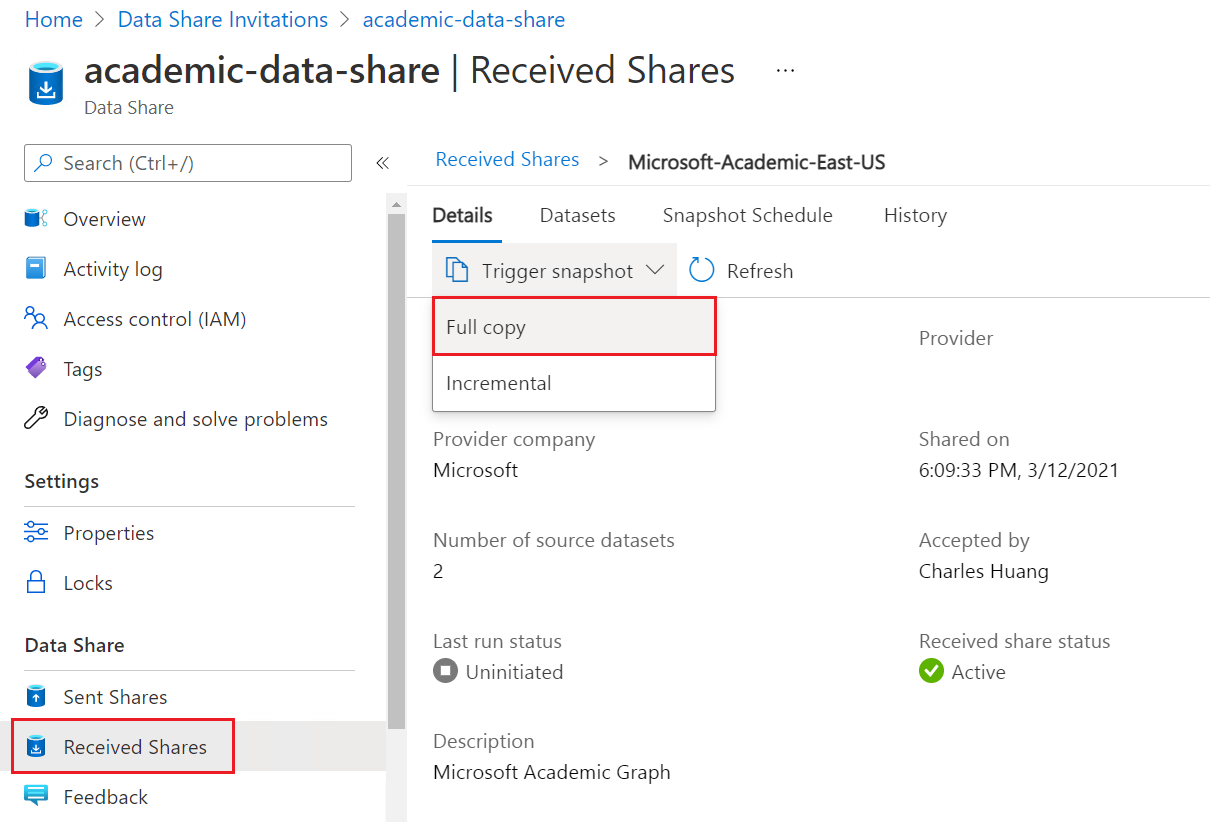 Home > Data Share Invitations > academic-data-share
academic-data-share | Received Shares ...
Data Share
Search (Ctrl+/)
«
Overview
Activity log
Access control (IAM)
Tags
Diagnose and solve problems
Settings
Properties
Locks
Data Share
Sent Shares
Received Shares
Feedback
Received Shares > Microsoft-Academic-East-US
Details Datasets Snapshot Schedule History
Trigger snapshot Refresh
Full copy
Incremental
Provider
Provider company
Microsoft
Shared on
6:09:33 PM, 3/12/2021
Number of source datasets
2
Accepted by
Charles Huang
Last run status
Uninitiated
Received share status
Active
Description
Microsoft Academic Graph